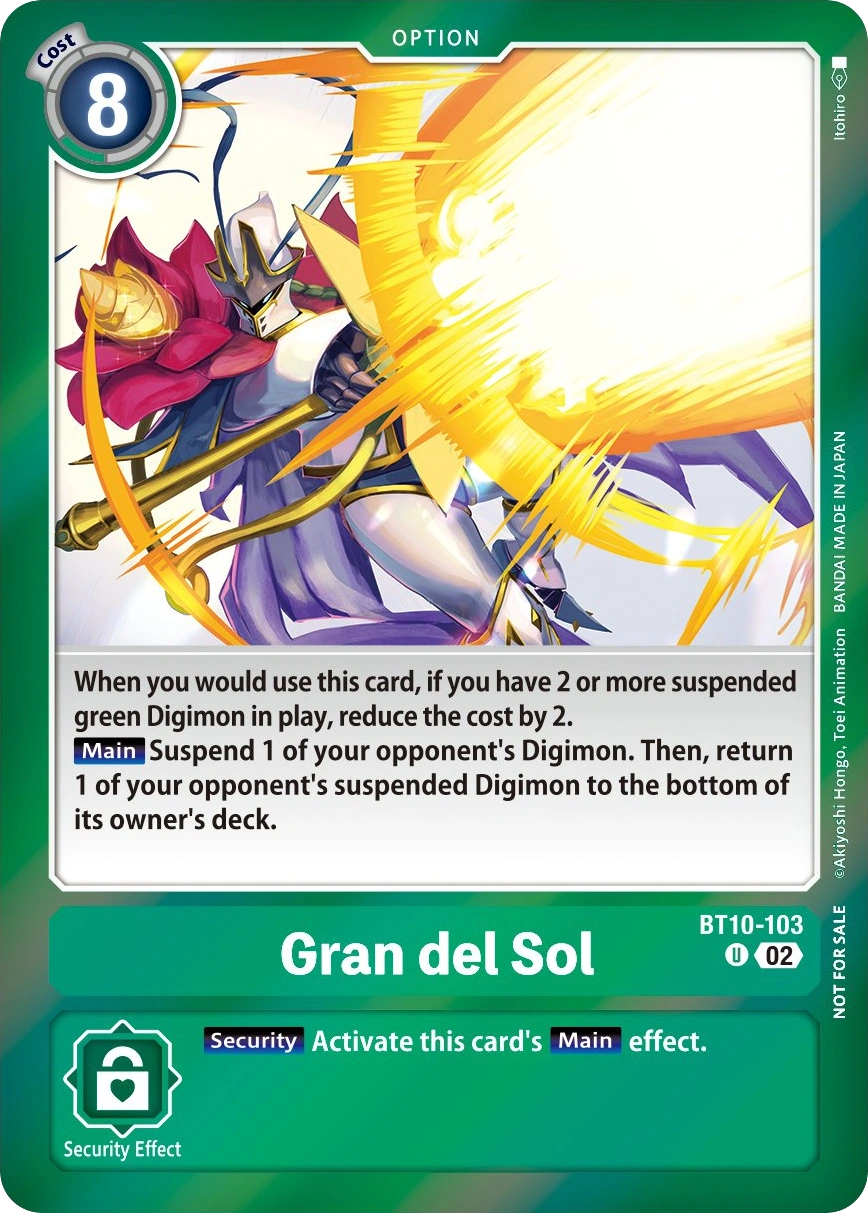 OPTION
Cost
8
Itohiro
When you would use this card, if you have 2 or more suspended
green Digimon in play, reduce the cost by 2.
Main Suspend 1 of your opponent's Digimon. Then, return
1 of your opponent's suspended Digimon to the bottom of
its owner's deck.
©Akiyoshi Hongo, Toei Animation BANDAI MADE IN JAPAN
NOT FOR SALE
BT10-103
Gran del Sol
U 02
Security Activate this card's Main effect.
Security Effect